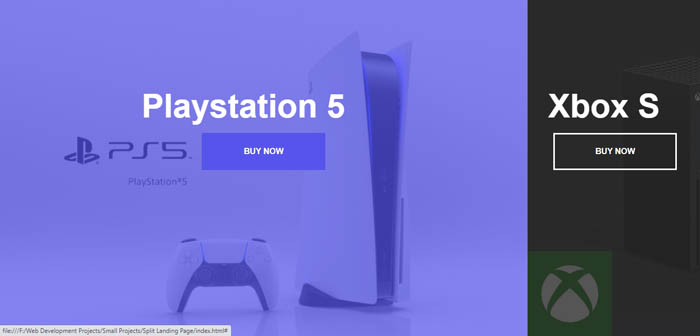 Playstation 5
BUY NOW
PS5
PlayStation®5
Xbox S
BUY NOW
file:///F:/Web Development Projects/Small Projects/Split Landing Page/index.html#